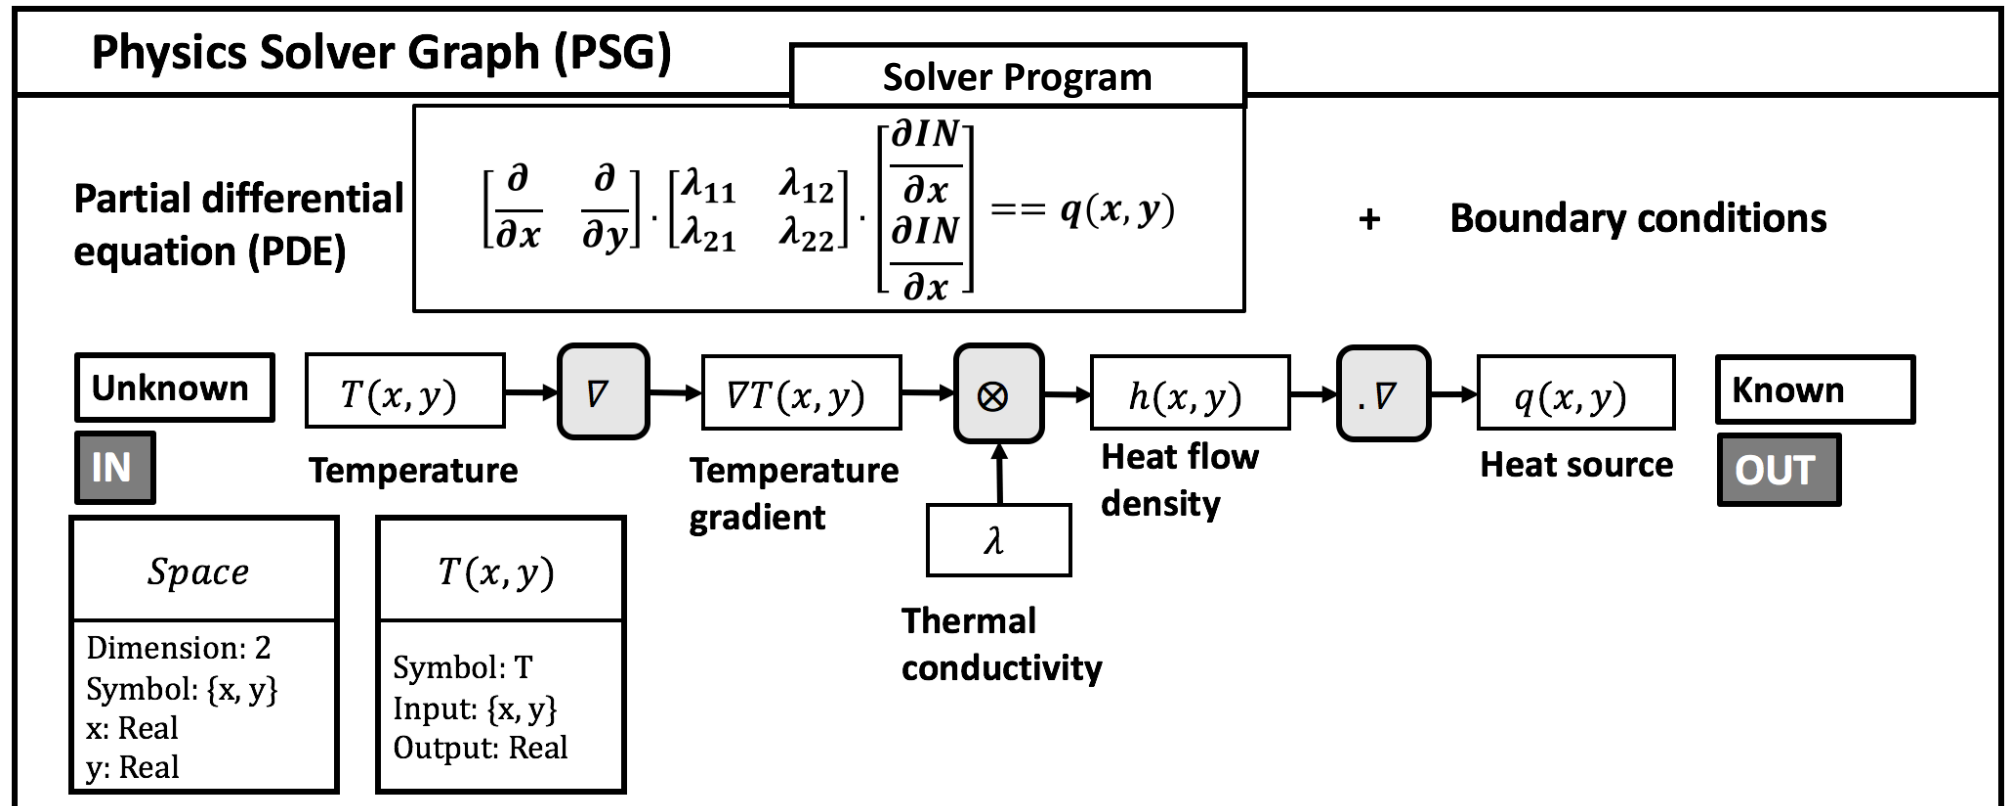 Physics Solver Graph (PSG)
Solver Program
Partial differential
equation (PDE)
[∂/∂x ∂/∂y] · [λ11 λ12; λ21 λ22] · [∂IN/∂x; ∂IN/∂x] == q(x, y)
+
Boundary conditions
Unknown
T(x, y)
∇
∇T(x, y)
⊗
h(x, y)
. ∇
q(x, y)
Known
IN
Temperature
Temperature
gradient
λ
Thermal
conductivity
Heat flow
density
Heat source
OUT
Space
Dimension: 2
Symbol: {x, y}
x: Real
y: Real
T(x, y)
Symbol: T
Input: {x, y}
Output: Real